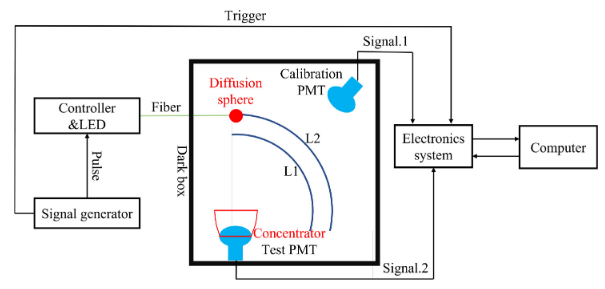 Trigger
Signal.1
Calibration
PMT
Diffusion
sphere
Controller
&LED
Fiber
L2
Electronics
system
Computer
Pulse
Dark box
L1
Signal generator
Concentrator
Test PMT
Signal.2